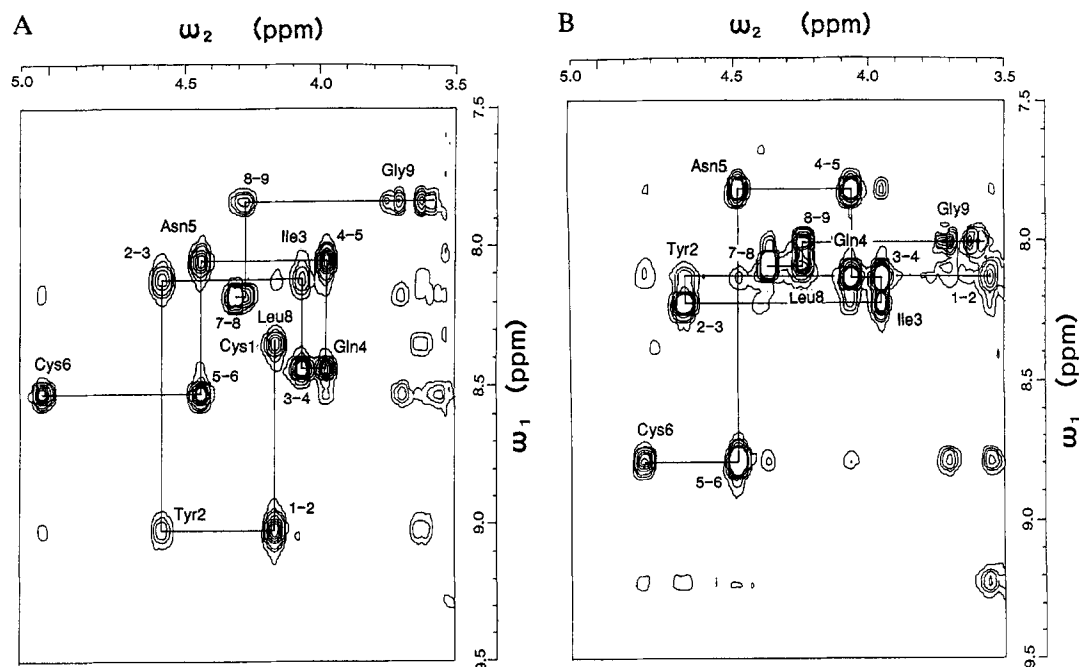 A
ω₂ (ppm)
5.0 4.5 4.0 3.5
7.5
8-9
Gly9
Asn5
2-3
Ile3
4-5
8.0
7-8
Leu8
Cys1
Gln4
Cys6
5-6
3-4
8.5
ω₁ (ppm)
Tyr2
1-2
9.0
9.5
B
ω₂ (ppm)
5.0 4.5 4.0 3.5
7.5
Asn5
4-5
8-9
Gly9
Tyr2
7-8
Gln4
3-4
8.0
Leu8
1-2
2-3
Ile3
8.5
ω₁ (ppm)
Cys6
5-6
9.0
9.5